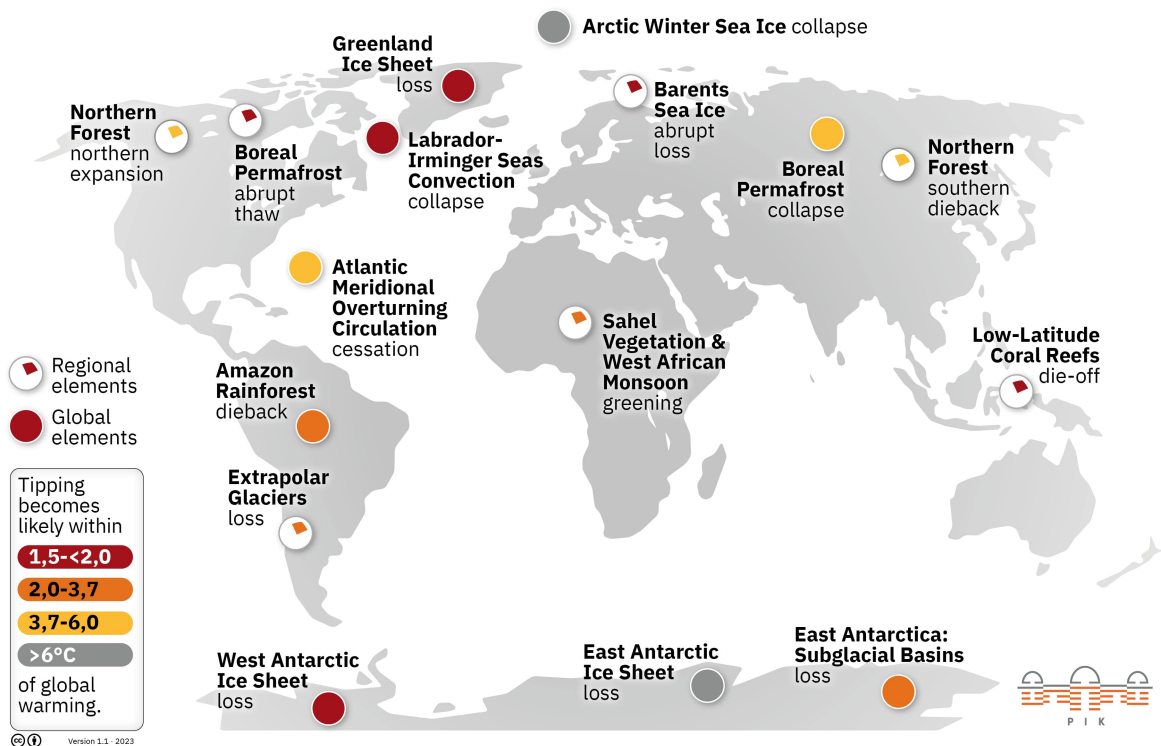 Arctic Winter Sea Ice collapse
Greenland
Ice Sheet
loss
Barents
Sea Ice
abrupt
loss
Northern
Forest
northern
expansion
Boreal
Permafrost
abrupt
thaw
Labrador-
Irminger Seas
Convection
collapse
Boreal
Permafrost
collapse
Northern
Forest
southern
dieback
Atlantic
Meridional
Overturning
Circulation
cessation
Sahel
Vegetation &
West African
Monsoon
greening
Low-Latitude
Coral Reefs
die-off
Regional
elements
Global
elements
Amazon
Rainforest
dieback
Extrapolar
Glaciers
loss
Tipping
becomes
likely within
1,5-<2,0
2,0-3,7
3,7-6,0
>6°C
of global
warming.
West Antarctic
Ice Sheet
loss
East Antarctic
Ice Sheet
loss
East Antarctica:
Subglacial Basins
loss
P I K
cc
Version 1.1 · 2023